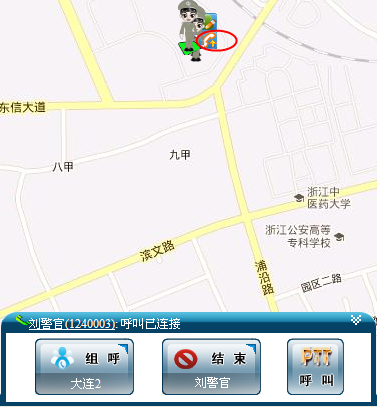 东信大道
九甲
八甲
浙江中
医药大学
浙江公安高等
专科学校
滨文路
浦沿路
园区二路
刘警官(1240003): 呼叫已连接
组 呼
大连2
结 束
刘警官
PTT
呼 叫